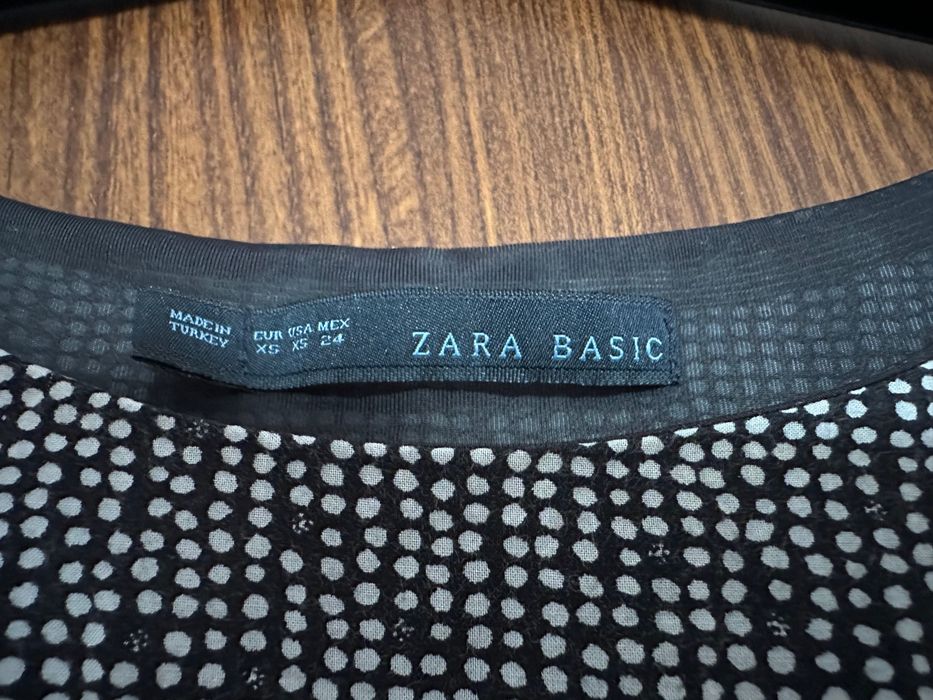 MADE IN
TURKEY
EUR USA MEX
XS XS 24
ZARA BASIC